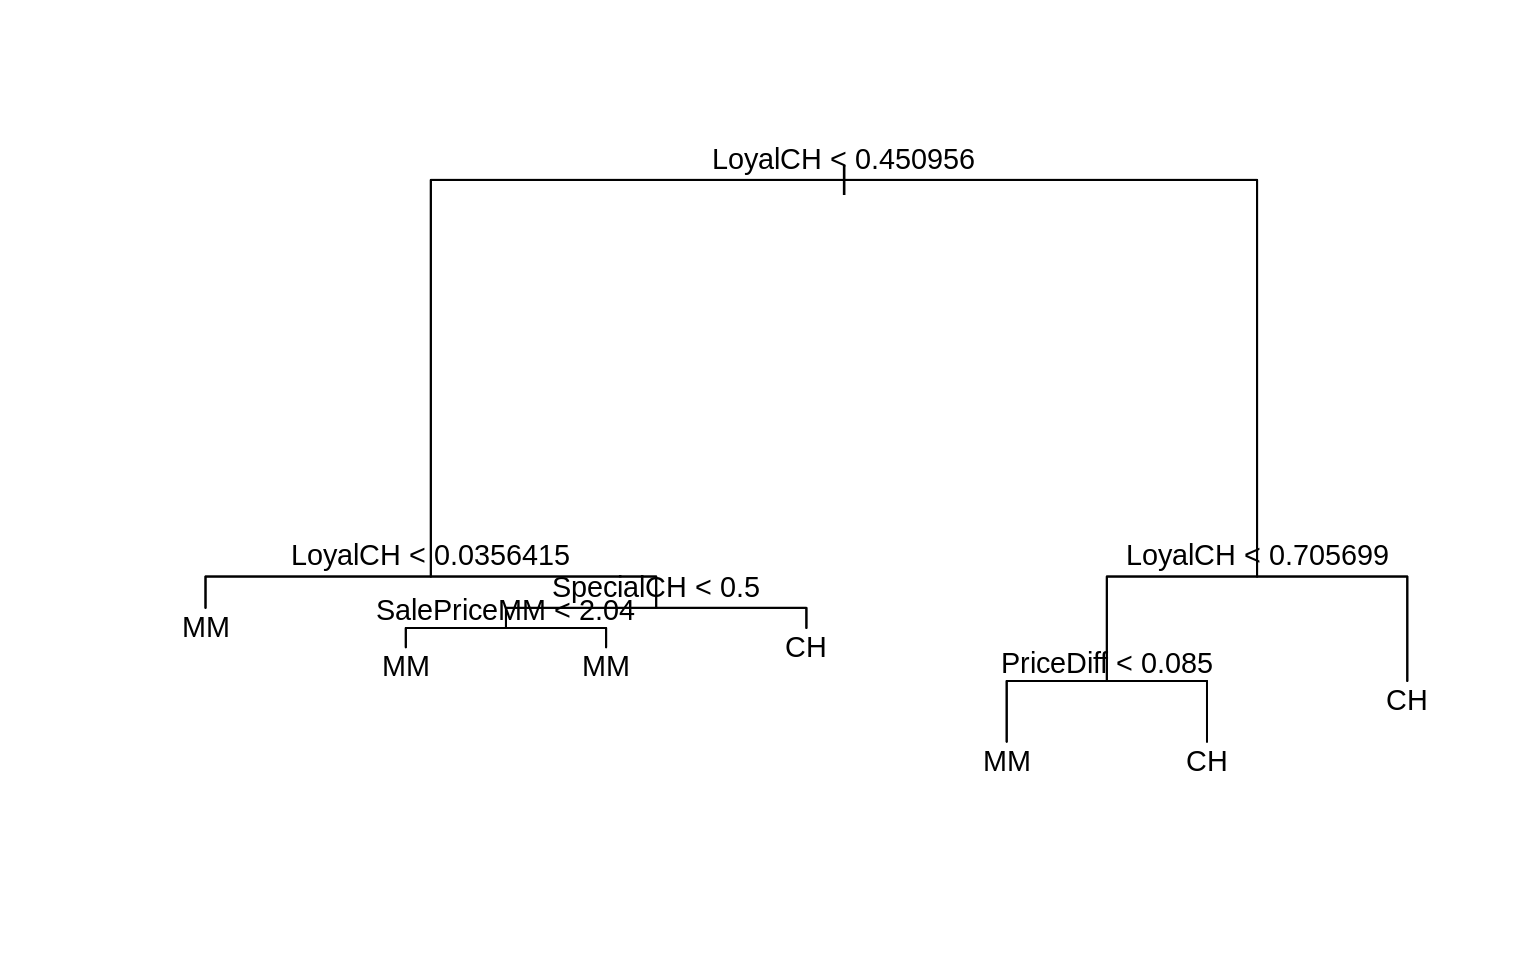 LoyalCH < 0.450956
LoyalCH < 0.0356415
LoyalCH < 0.705699
SpecialCH < 0.5
SalePriceMM < 2.04
MM
CH
MM
MM
PriceDiff < 0.085
CH
MM
CH